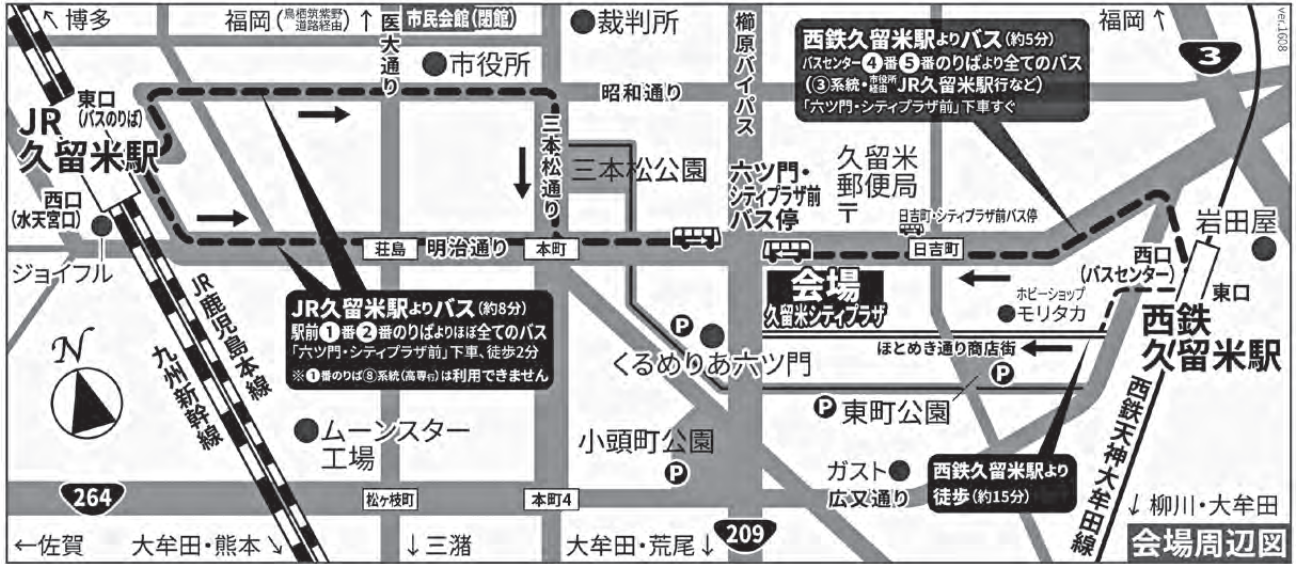 ↖博多
福岡(鳥栖筑紫野道路経由)↑
市民会館(閉館)
医大通り
●裁判所
櫛原バイパス
福岡↑
ver.1608
3
●市役所
昭和通り
西鉄久留米駅よりバス(約5分)
バスセンター❹番❺番のりばより全てのバス
(③系統・市役所経由JR久留米駅行など)
「六ツ門・シティプラザ前」下車すぐ
東口
(バスのりば)
JR
久留米駅
西口
(水天宮口)
ジョイフル
三本松通り
三本松公園
六ツ門・
シティプラザ前
バス停
久留米
郵便局
〒
日吉町・シティプラザ前バス停
岩田屋
荘島
明治通り
本町
日吉町
西口
(バスセンター)
東口
西鉄
久留米駅
会場
久留米シティプラザ
ホビーショップ
●モリタカ
JR久留米駅よりバス(約8分)
駅前❶番❷番のりばよりほぼ全てのバス
「六ツ門・シティプラザ前」下車、徒歩2分
※❶番のりば⑧系統(高専行)は利用できません
JR鹿児島本線
九州新幹線
N
P
くるめりあ六ツ門
ほとめき通り商店街
P
P東町公園
●ムーンスター
工場
小頭町公園
P
ガスト●
広又通り
西鉄久留米駅より
徒歩(約15分)
西鉄天神大牟田線
264
松ヶ枝町
本町4
209
↓柳川・大牟田
←佐賀
大牟田・熊本↘
↓三潴
大牟田・荒尾↓
会場周辺図